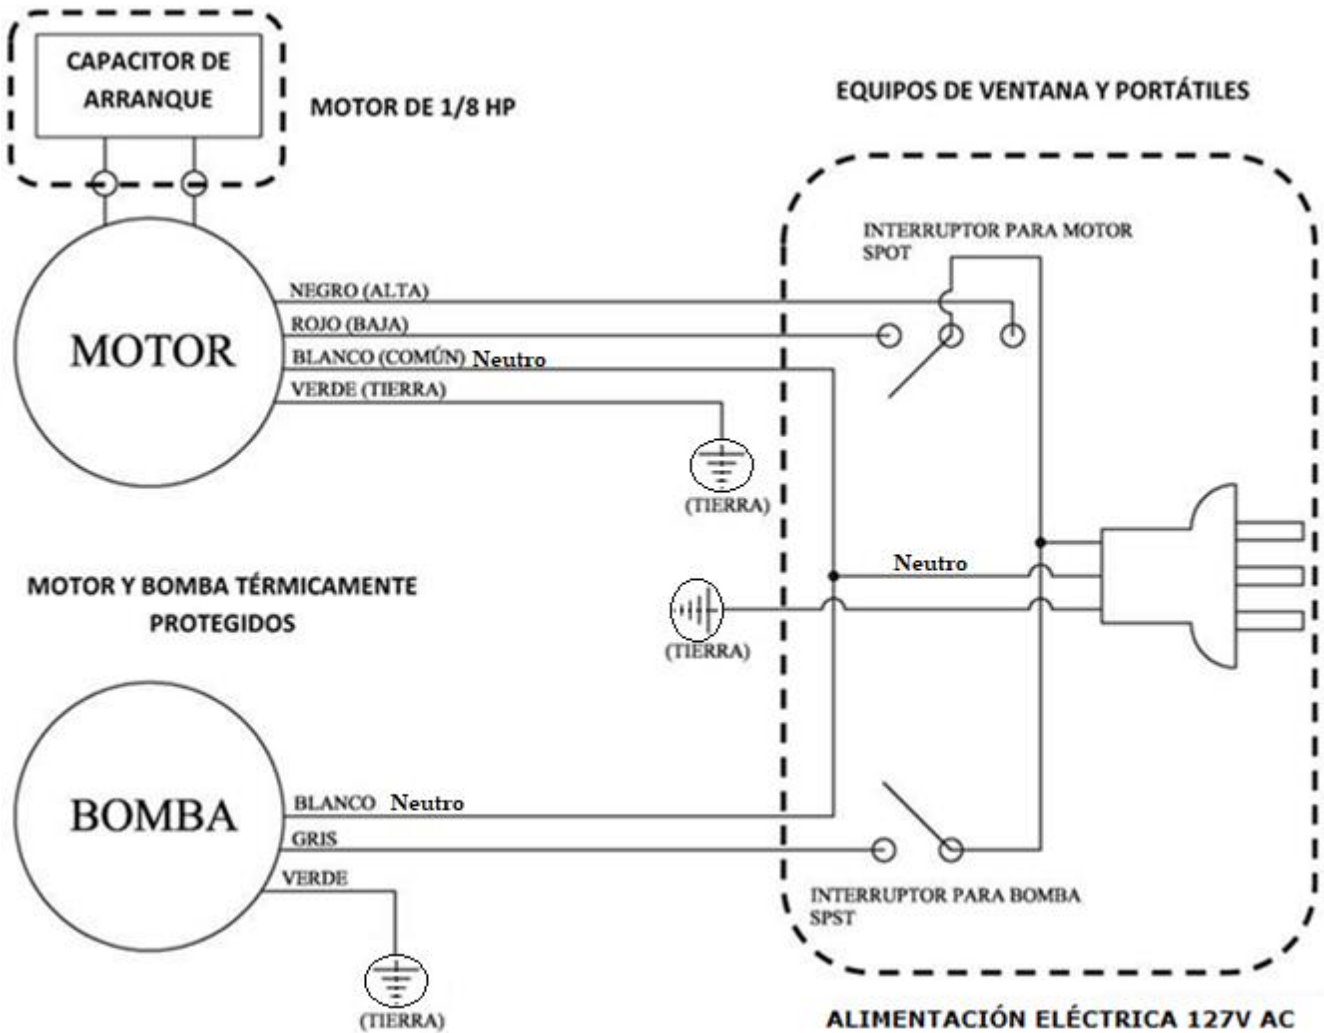 CAPACITOR DE
ARRANQUE
MOTOR DE 1/8 HP
EQUIPOS DE VENTANA Y PORTÁTILES
INTERRUPTOR PARA MOTOR
SPOT
NEGRO (ALTA)
ROJO (BAJA)
BLANCO (COMÚN) Neutro
VERDE (TIERRA)
MOTOR
(TIERRA)
Neutro
MOTOR Y BOMBA TÉRMICAMENTE
PROTEGIDOS
(TIERRA)
BLANCO Neutro
GRIS
VERDE
BOMBA
(TIERRA)
INTERRUPTOR PARA BOMBA
SPST
ALIMENTACIÓN ELÉCTRICA 127V AC